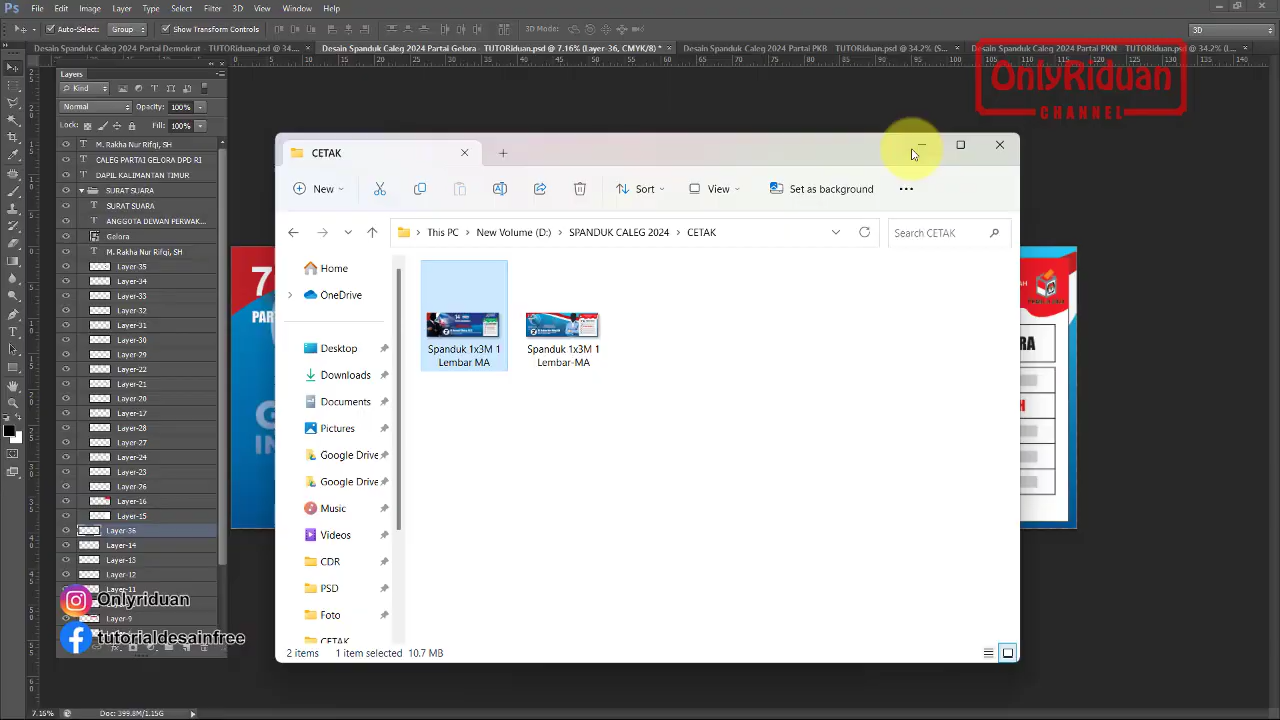 Ps File Edit Image Layer Type Select Filter 3D View Window Help
Auto-Select: Group Show Transform Controls 3D Mode: 3D
Desain Spanduk Caleg 2024 Partai Demokrat - TUTORiduan.psd @ 34.... × Desain Spanduk Caleg 2024 Partai Gelora - TUTORiduan.psd @ 7.16% (Layer-36, CMYK/8) * × Desain Spanduk Caleg 2024 Partai PKB - TUTORiduan.psd @ 34.2% (S... × Desain Spanduk Caleg 2024 Partai PKN - TUTORiduan.psd @ 34.2% (L... ×
OnlyRiduan
CHANNEL
Layers
Kind
Normal Opacity: 100%
Lock: Fill: 100%
M. Rakha Nur Rifqi, SH
CALEG PARTAI GELORA DPD RI
DAPIL KALIMANTAN TIMUR
SURAT SUARA
SURAT SUARA
ANGGOTA DEWAN PERWAK...
Gelora
M. Rakha Nur Rifqi, SH
Layer-35
Layer-34
Layer-33
Layer-32
Layer-31
Layer-30
Layer-29
Layer-22
Layer-21
Layer-20
Layer-17
Layer-28
Layer-27
Layer-24
Layer-23
Layer-26
Layer-16
Layer-15
Layer-36
Layer-14
Layer-13
Layer-12
Layer-11
Layer-9
Onlyriduan
tutorialdesainfree
CETAK
New Sort View Set as background
This PC > New Volume (D:) > SPANDUK CALEG 2024 > CETAK Search CETAK
Home
OneDrive
Desktop
Downloads
Documents
Pictures
Google Drive
Google Drive
Music
Videos
CDR
PSD
Foto
CETAK
Spanduk 1x3M 1
Lembar MA
Spanduk 1x3M 1
Lembar-MA
2 items 1 item selected 10.7 MB
7.16% Doc: 399.8M/1.15G